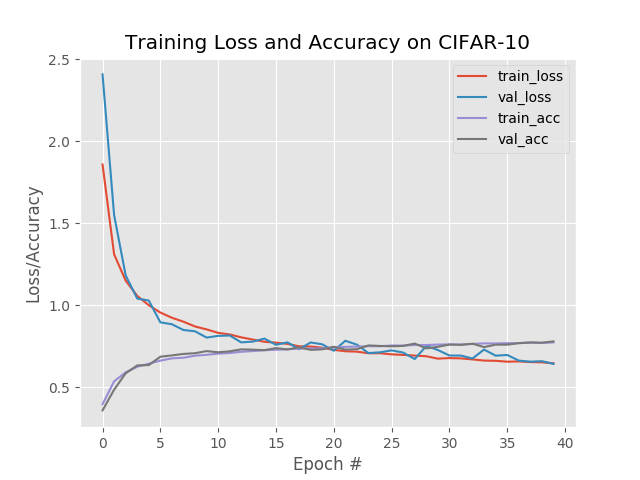 Training Loss and Accuracy on CIFAR-10
2.5
2.0
1.5
1.0
0.5
Loss/Accuracy
train_loss
val_loss
train_acc
val_acc
0 5 10 15 20 25 30 35 40
Epoch #